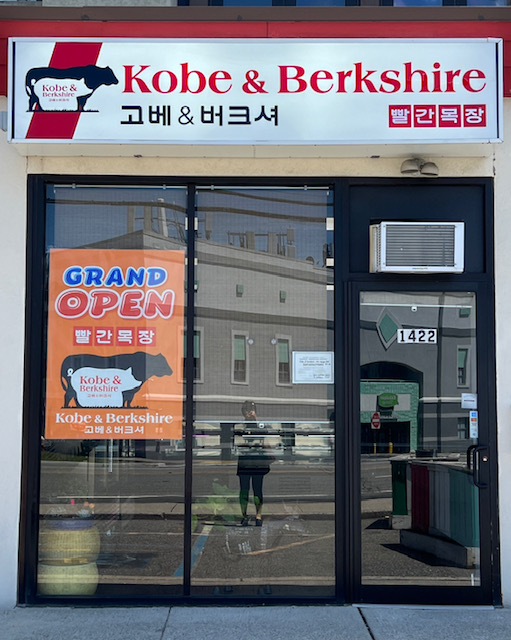 Kobe &
Berkshire
고베&버크셔
Kobe & Berkshire
고베&버크셔
빨간목장
GRAND
OPEN
빨간목장
Kobe &
Berkshire
고베&버크셔
Kobe & Berkshire
고베&버크셔
1422